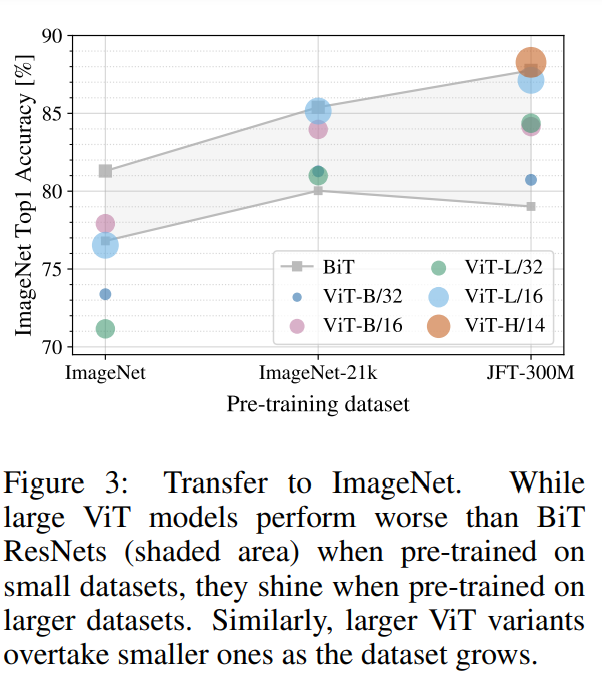 90
85
80
75
70
ImageNet Top1 Accuracy [%]
BiT
ViT-B/32
ViT-B/16
ViT-L/32
ViT-L/16
ViT-H/14
ImageNet
ImageNet-21k
JFT-300M
Pre-training dataset
Figure 3: Transfer to ImageNet. While
large ViT models perform worse than BiT
ResNets (shaded area) when pre-trained on
small datasets, they shine when pre-trained on
larger datasets. Similarly, larger ViT variants
overtake smaller ones as the dataset grows.